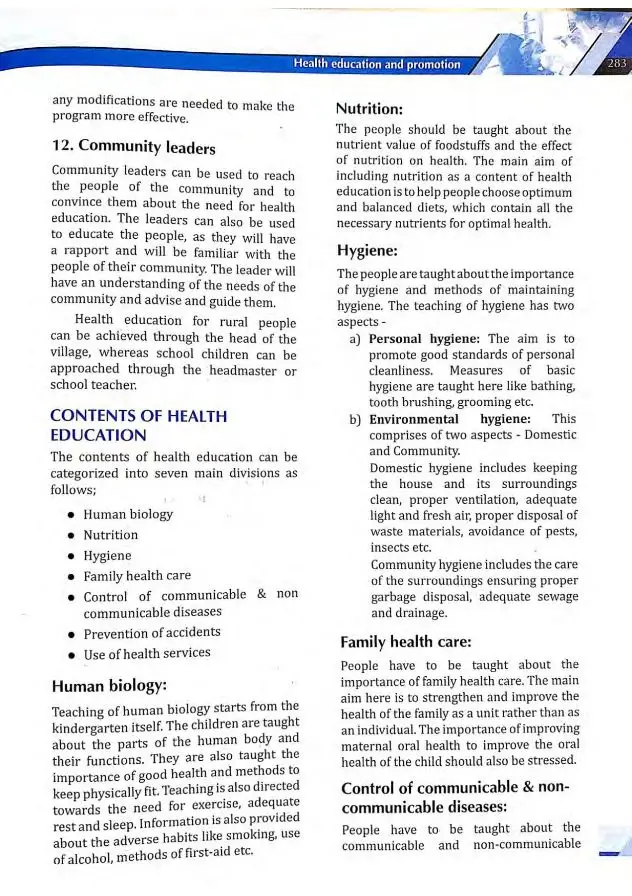 Health education and promotion
283
any modifications are needed to make the
program more effective.
12. Community leaders
Community leaders can be used to reach
the people of the community and to
convince them about the need for health
education. The leaders can also be used
to educate the people, as they will have
a rapport and will be familiar with the
people of their community. The leader will
have an understanding of the needs of the
community and advise and guide them.
Health education for rural people
can be achieved through the head of the
village, whereas school children can be
approached through the headmaster or
school teacher.
CONTENTS OF HEALTH
EDUCATION
The contents of health education can be
categorized into seven main divisions as
follows;
• Human biology
• Nutrition
• Hygiene
• Family health care
• Control of communicable & non
communicable diseases
• Prevention of accidents
• Use of health services
Human biology:
Teaching of human biology starts from the
kindergarten itself. The children are taught
about the parts of the human body and
their functions. They are also taught the
importance of good health and methods to
keep physically fit. Teaching is also directed
towards the need for exercise, adequate
rest and sleep. Information is also provided
about the adverse habits like smoking, use
of alcohol, methods of first-aid etc.
Nutrition:
The people should be taught about the
nutrient value of foodstuffs and the effect
of nutrition on health. The main aim of
including nutrition as a content of health
education is to help people choose optimum
and balanced diets, which contain all the
necessary nutrients for optimal health.
Hygiene:
The people are taught about the importance
of hygiene and methods of maintaining
hygiene. The teaching of hygiene has two
aspects -
a) Personal hygiene: The aim is to
promote good standards of personal
cleanliness. Measures of basic
hygiene are taught here like bathing,
tooth brushing, grooming etc.
b) Environmental hygiene: This
comprises of two aspects - Domestic
and Community.
Domestic hygiene includes keeping
the house and its surroundings
clean, proper ventilation, adequate
light and fresh air, proper disposal of
waste materials, avoidance of pests,
insects etc.
Community hygiene includes the care
of the surroundings ensuring proper
garbage disposal, adequate sewage
and drainage.
Family health care:
People have to be taught about the
importance of family health care. The main
aim here is to strengthen and improve the
health of the family as a unit rather than as
an individual. The importance of improving
maternal oral health to improve the oral
health of the child should also be stressed.
Control of communicable & non-
communicable diseases:
People have to be taught about the
communicable and non-communicable